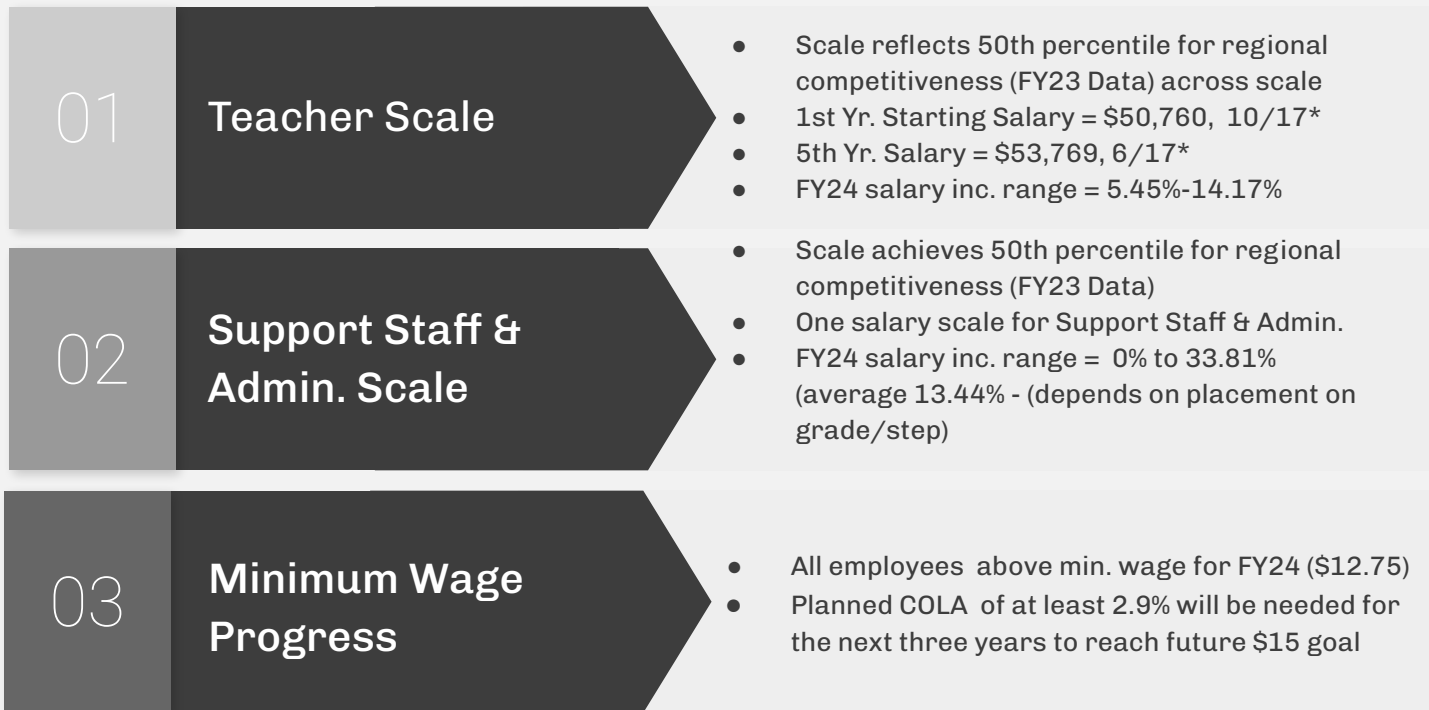 01
Teacher Scale
● Scale reflects 50th percentile for regional
competitiveness (FY23 Data) across scale
● 1st Yr. Starting Salary = $50,760,  10/17*
● 5th Yr. Salary = $53,769, 6/17*
● FY24 salary inc. range = 5.45%-14.17%
02
Support Staff &
Admin. Scale
● Scale achieves 50th percentile for regional
competitiveness (FY23 Data)
● One salary scale for Support Staff & Admin.
● FY24 salary inc. range =  0% to 33.81%
(average 13.44% - (depends on placement on
grade/step)
03
Minimum Wage
Progress
● All employees  above min. wage for FY24 ($12.75)
● Planned COLA  of at least 2.9% will be needed for
the next three years to reach future $15 goal